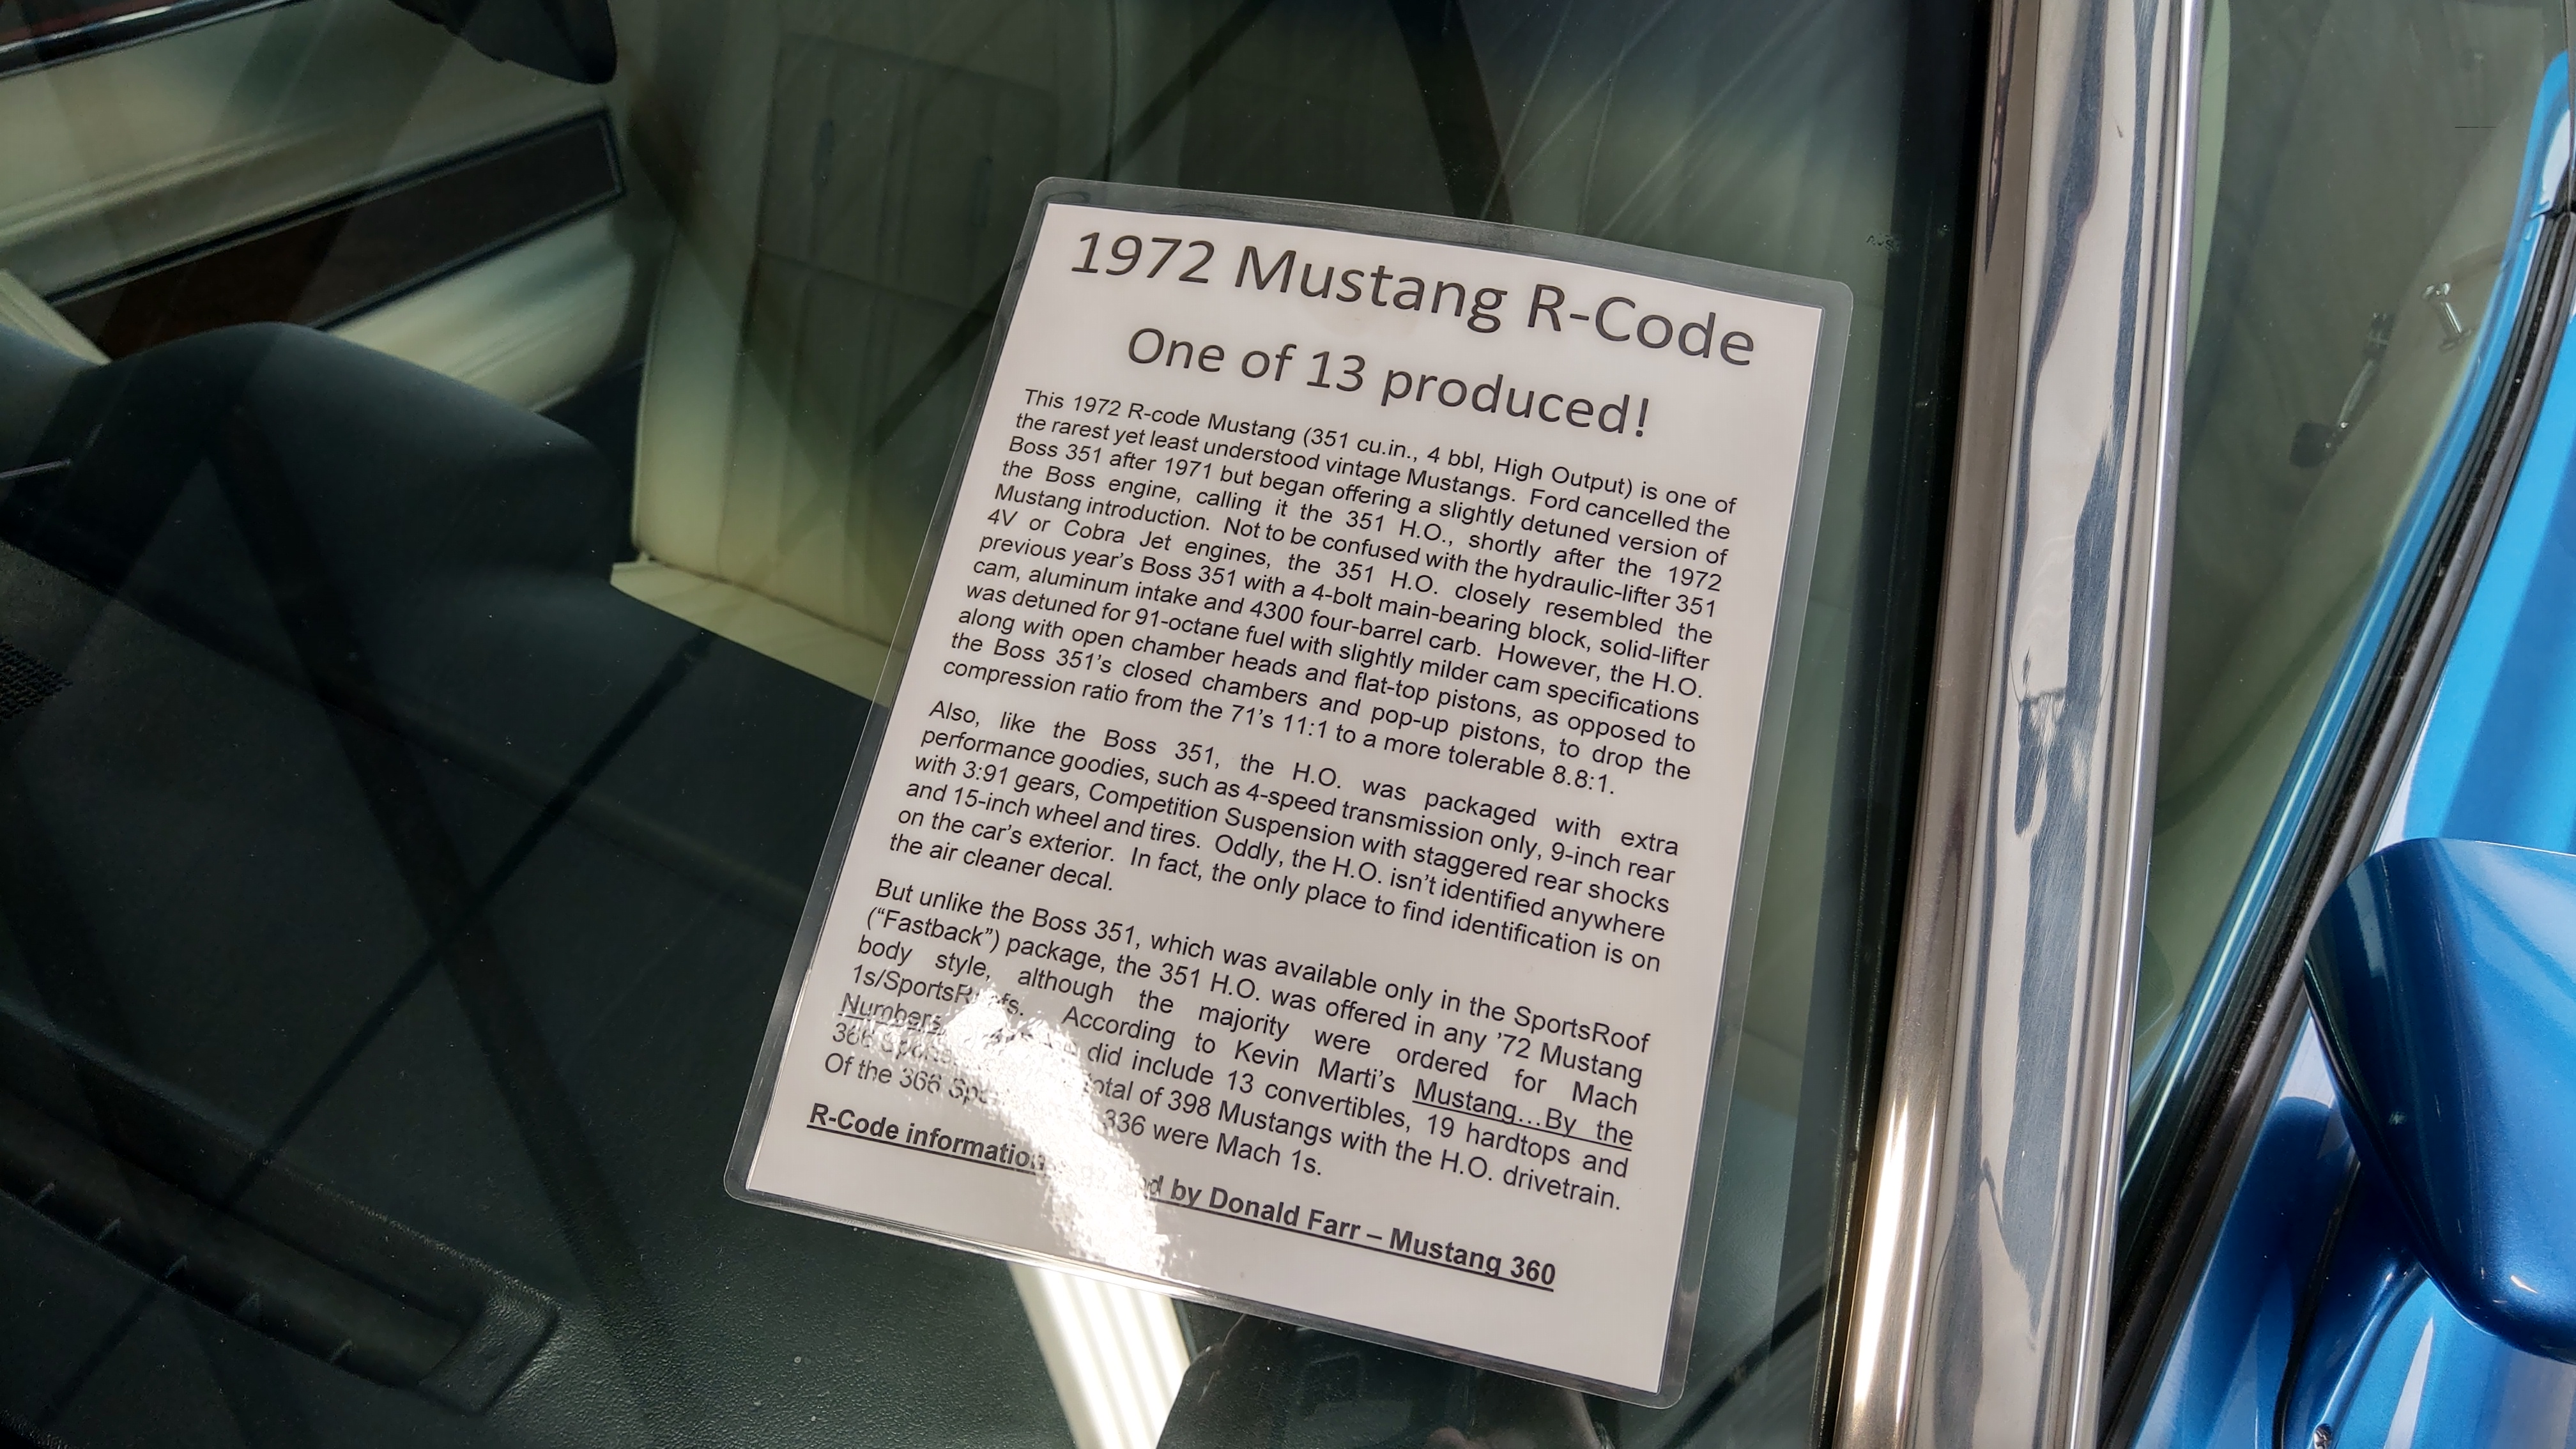 1972 Mustang R-Code
One of 13 produced!
This 1972 R-code Mustang (351 cu.in., 4 bbl, High Output) is one of
the rarest yet least understood vintage Mustangs. Ford cancelled the
Boss 351 after 1971 but began offering a slightly detuned version of
the Boss engine, calling it the 351 H.O., shortly after the 1972
Mustang introduction. Not to be confused with the hydraulic-lifter 351
4V or Cobra Jet engines, the 351 H.O. closely resembled the
previous year's Boss 351 with a 4-bolt main-bearing block, solid-lifter
cam, aluminum intake and 4300 four-barrel carb. However, the H.O.
was detuned for 91-octane fuel with slightly milder cam specifications
along with open chamber heads and flat-top pistons, as opposed to
the Boss 351's closed chambers and pop-up pistons, to drop the
compression ratio from the 71's 11:1 to a more tolerable 8.8:1.
Also, like the Boss 351, the H.O. was packaged with extra
performance goodies, such as 4-speed transmission only, 9-inch rear
with 3:91 gears, Competition Suspension with staggered rear shocks
and 15-inch wheel and tires. Oddly, the H.O. isn't identified anywhere
on the car's exterior. In fact, the only place to find identification is on
the air cleaner decal.
But unlike the Boss 351, which was available only in the SportsRoof
("Fastback") package, the 351 H.O. was offered in any '72 Mustang
body style, although the majority were ordered for Mach
1s/SportsRoofs. According to Kevin Marti's Mustang...By the
Numbers did include 13 convertibles, 19 hardtops and
366 total of 398 Mustangs with the H.O. drivetrain.
Of the 366 336 were Mach 1s.
R-Code information by Donald Farr – Mustang 360